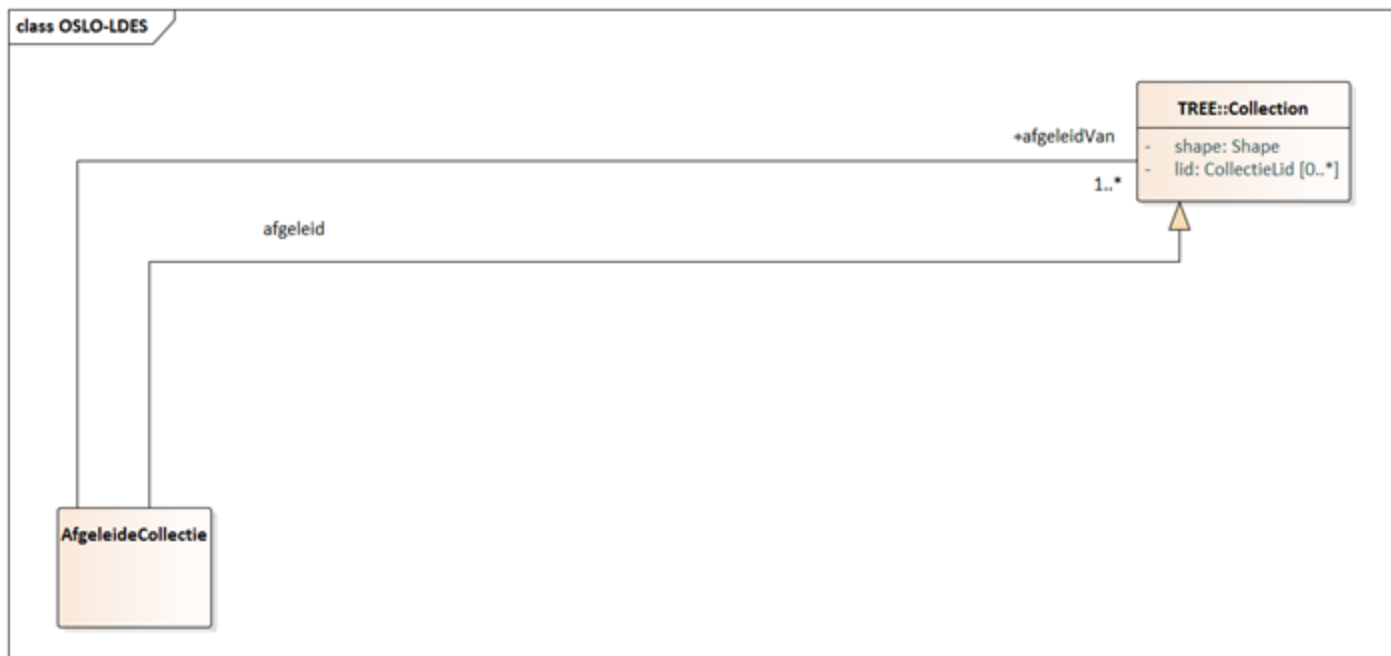 class OSLO-LDES
TREE::Collection
+afgeleidVan
- shape: Shape
- lid: CollectieLid [0..*]
1..*
afgeleid
AfgeleideCollectie